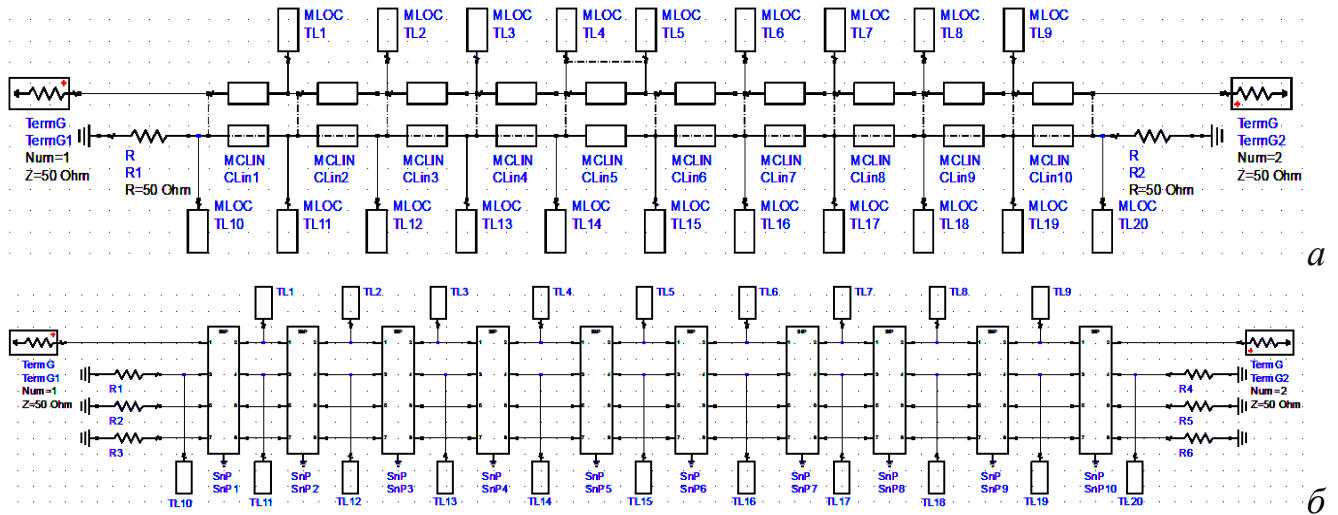 MLOC
TL1
MLOC
TL2
MLOC
TL3
MLOC
TL4
MLOC
TL5
MLOC
TL6
MLOC
TL7
MLOC
TL8
MLOC
TL9
TermG
TermG1
Num=1
Z=50 Ohm
R
R1
R=50 Ohm
MCLIN
CLin1
MCLIN
CLin2
MCLIN
CLin3
MCLIN
CLin4
MCLIN
CLin5
MCLIN
CLin6
MCLIN
CLin7
MCLIN
CLin8
MCLIN
CLin9
MCLIN
CLin10
R
R2
R=50 Ohm
TermG
TermG2
Num=2
Z=50 Ohm
MLOC
TL10
MLOC
TL11
MLOC
TL12
MLOC
TL13
MLOC
TL14
MLOC
TL15
MLOC
TL16
MLOC
TL17
MLOC
TL18
MLOC
TL19
MLOC
TL20
а
TL1
TL2
TL3
TL4
TL5
TL6
TL7
TL8
TL9
TermG
TermG1
Num=1
Z=50 Ohm
R1
R2
R3
R4
R5
R6
TermG
TermG2
Num=2
Z=50 Ohm
SnP
SnP1
SnP
SnP2
SnP
SnP3
SnP
SnP4
SnP
SnP5
SnP
SnP6
SnP
SnP7
SnP
SnP8
SnP
SnP9
SnP
SnP10
TL10
TL11
TL12
TL13
TL14
TL15
TL16
TL17
TL18
TL19
TL20
б